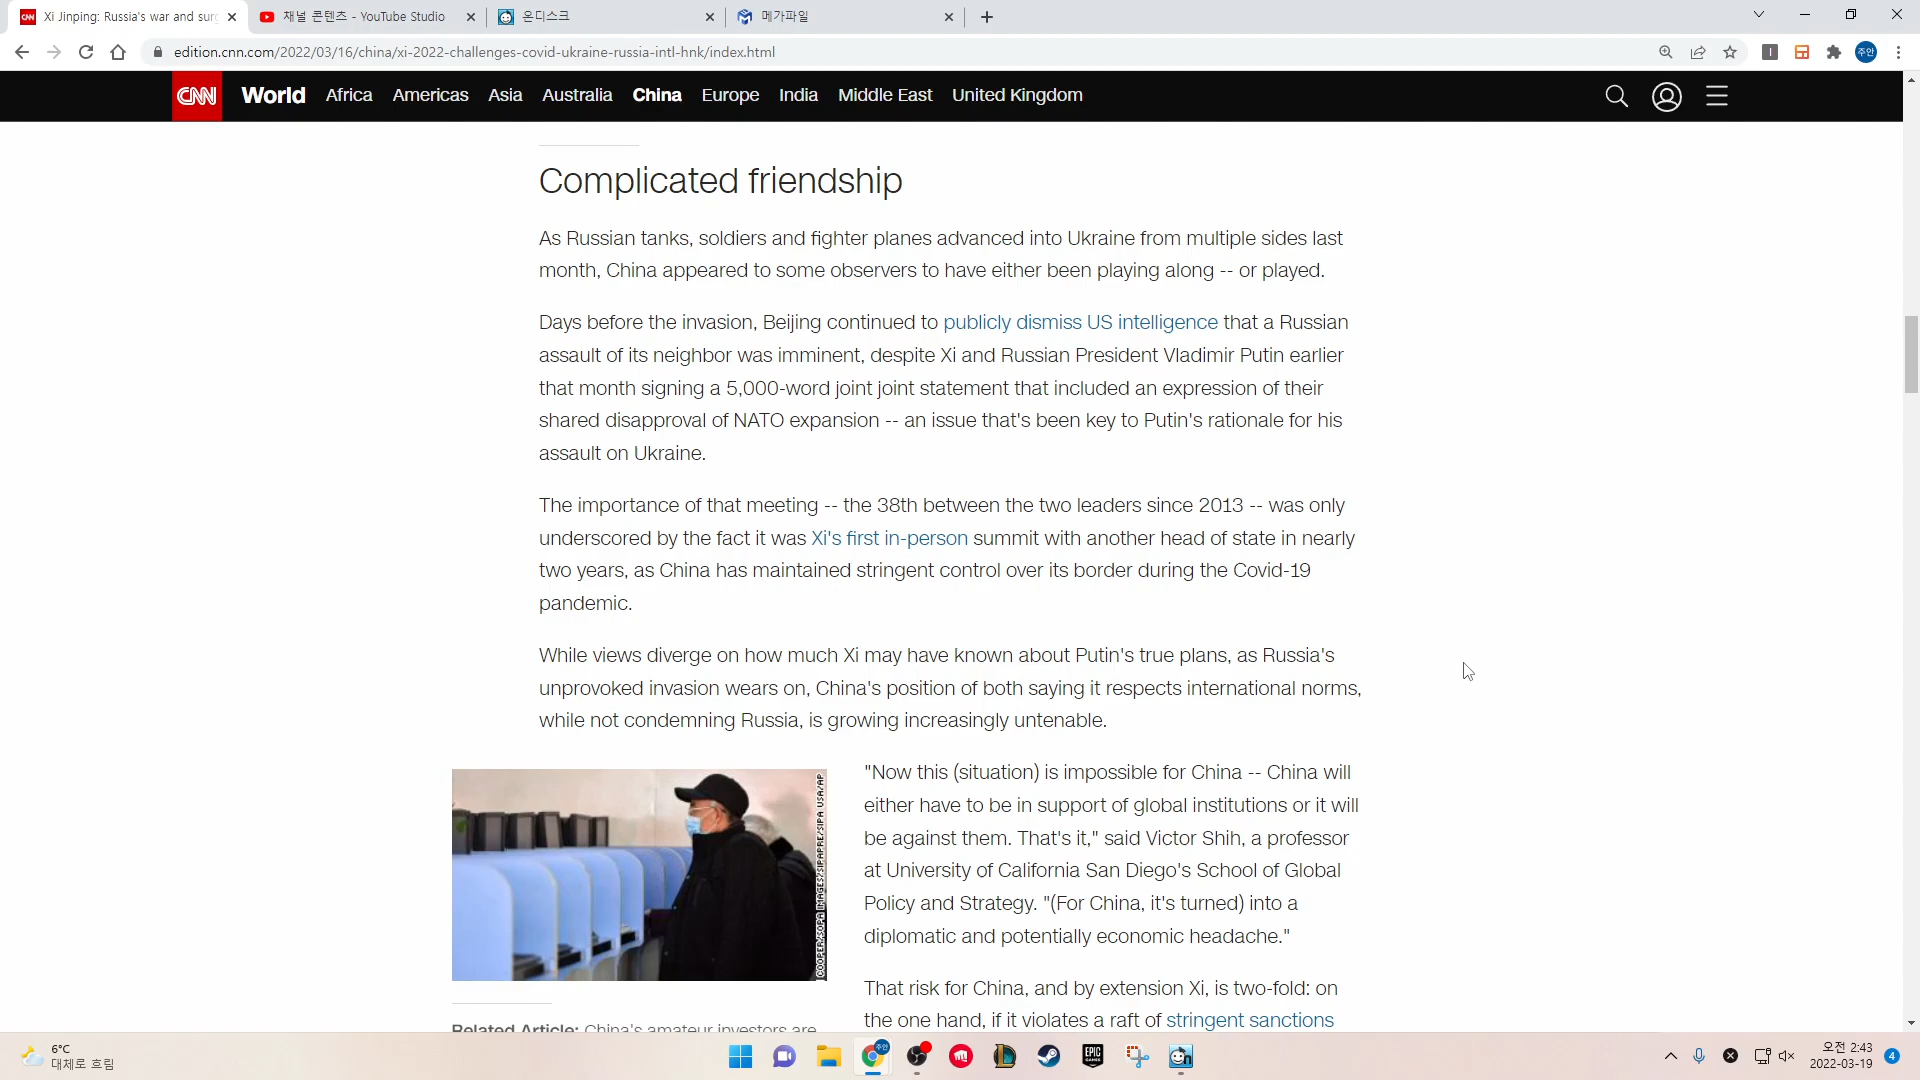 Xi Jinping: Russia's war and surg
채널 콘텐츠 - YouTube Studio
온디스크
메가파일
edition.cnn.com/2022/03/16/china/xi-2022-challenges-covid-ukraine-russia-intl-hnk/index.html
주안
CNN World Africa Americas Asia Australia China Europe India Middle East United Kingdom
Complicated friendship
As Russian tanks, soldiers and fighter planes advanced into Ukraine from multiple sides last
month, China appeared to some observers to have either been playing along -- or played.
Days before the invasion, Beijing continued to publicly dismiss US intelligence that a Russian
assault of its neighbor was imminent, despite Xi and Russian President Vladimir Putin earlier
that month signing a 5,000-word joint joint statement that included an expression of their
shared disapproval of NATO expansion -- an issue that's been key to Putin's rationale for his
assault on Ukraine.
The importance of that meeting -- the 38th between the two leaders since 2013 -- was only
underscored by the fact it was Xi's first in-person summit with another head of state in nearly
two years, as China has maintained stringent control over its border during the Covid-19
pandemic.
While views diverge on how much Xi may have known about Putin's true plans, as Russia's
unprovoked invasion wears on, China's position of both saying it respects international norms,
while not condemning Russia, is growing increasingly untenable.
COOPER/SOPA IMAGES/SIPAPRE/SIPA USA/AP
"Now this (situation) is impossible for China -- China will
either have to be in support of global institutions or it will
be against them. That's it," said Victor Shih, a professor
at University of California San Diego's School of Global
Policy and Strategy. "(For China, it's turned) into a
diplomatic and potentially economic headache."
That risk for China, and by extension Xi, is two-fold: on
the one hand, if it violates a raft of stringent sanctions
Related Article: China's amateur investors are
6°C
대체로 흐림
주안
EPIC
GAMES
오전 2:43
2022-03-19
4